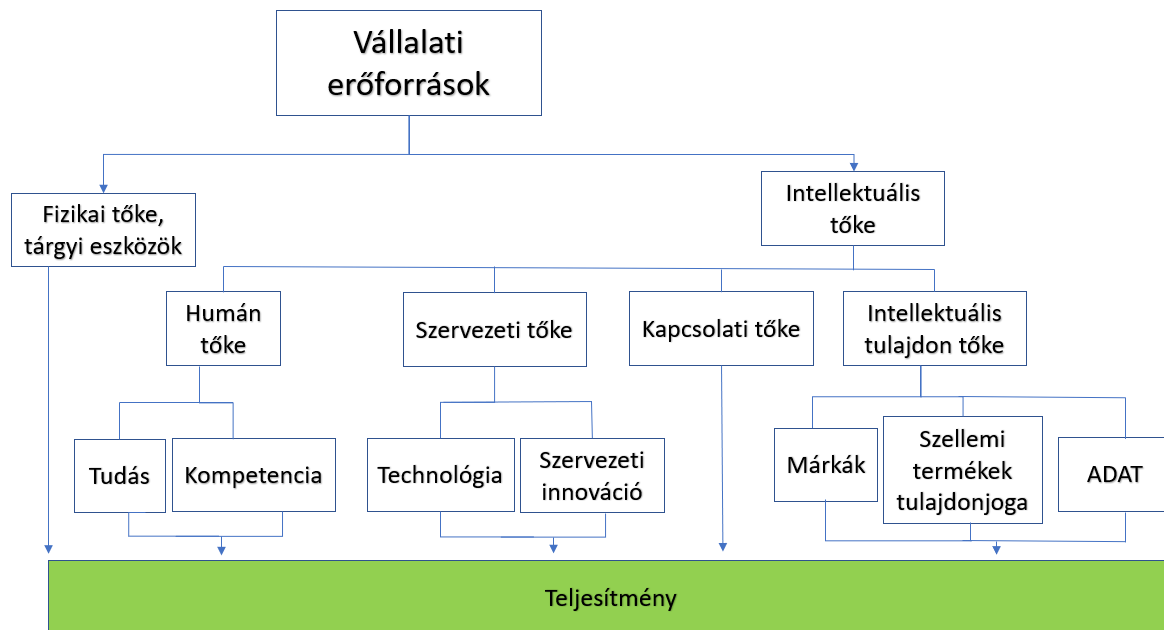 Vállalati
erőforrások
Fizikai tőke,
tárgyi eszközök
Intellektuális
tőke
Humán
tőke
Szervezeti tőke
Kapcsolati tőke
Intellektuális
tulajdon tőke
Tudás
Kompetencia
Technológia
Szervezeti
innováció
Márkák
Szellemi
termékek
tulajdonjoga
ADAT
Teljesítmény